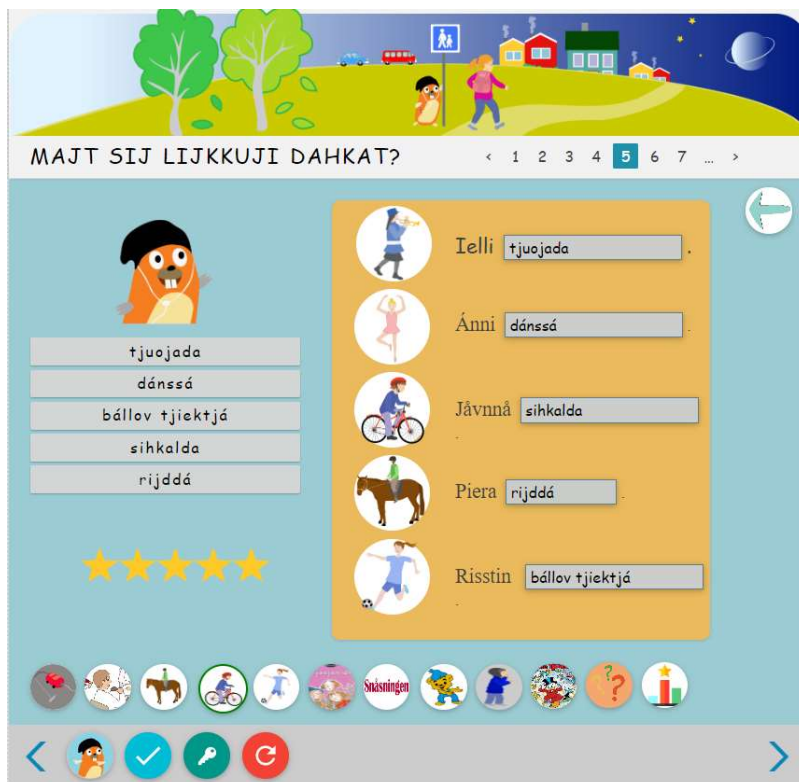 MAJT SIJ LIJKKUJI DAHKAT?
‹ 1 2 3 4 5 6 7 ... ›
tjuojada
dánssá
bállov tjiektjá
sihkalda
rijddá
Ielli tjuojada .
Ánni dánssá .
Jåvnnå sihkalda
.
Piera rijddá .
Risstin bállov tjiektjá
.
Snåsningen
? ?